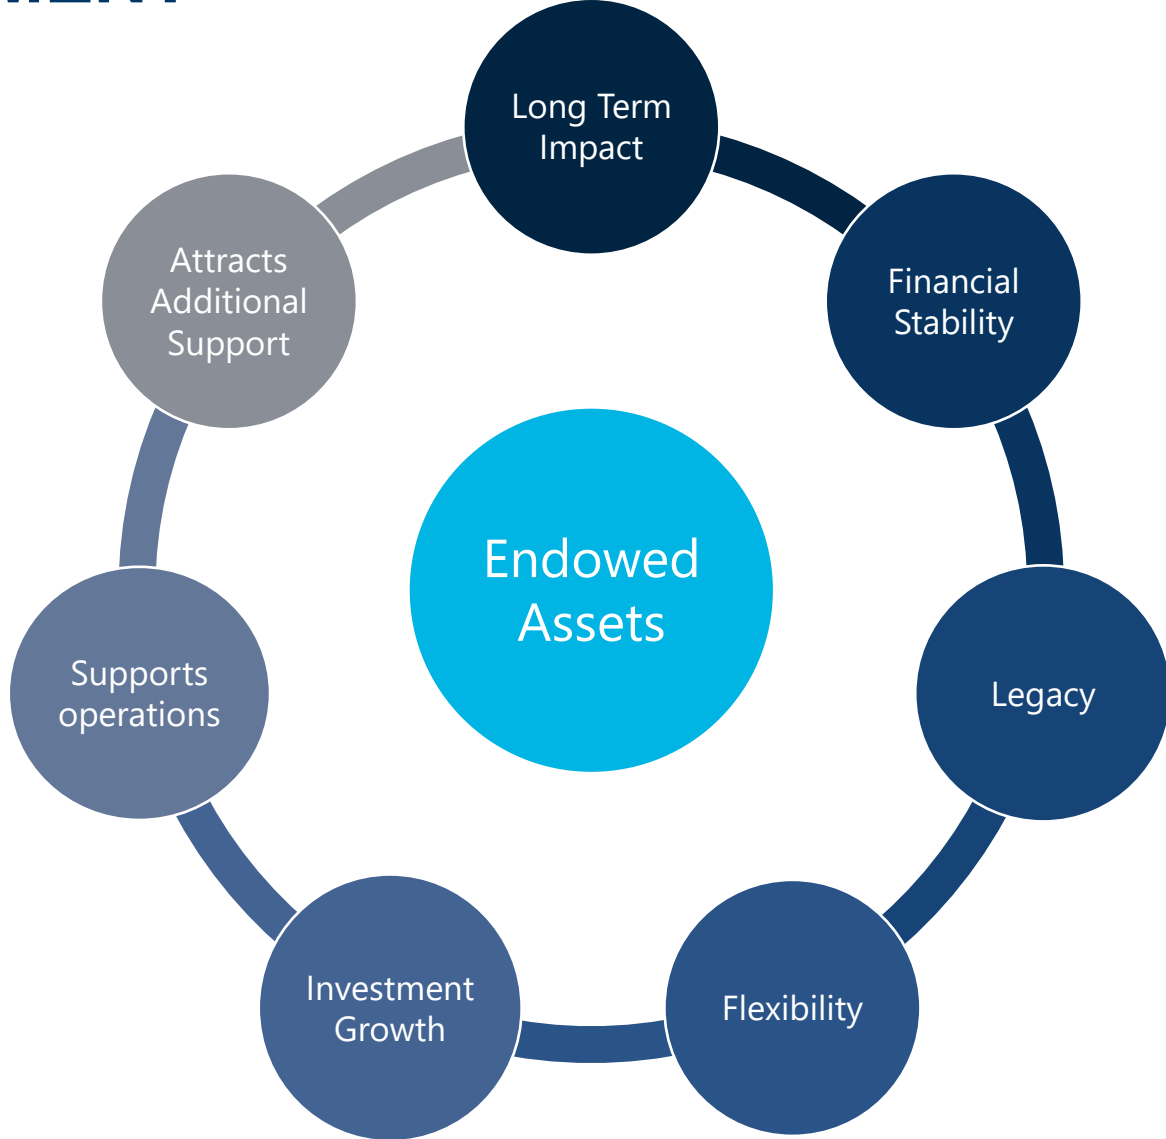 Long Term
Impact
Financial
Stability
Legacy
Flexibility
Investment
Growth
Supports
operations
Attracts
Additional
Support
Endowed
Assets